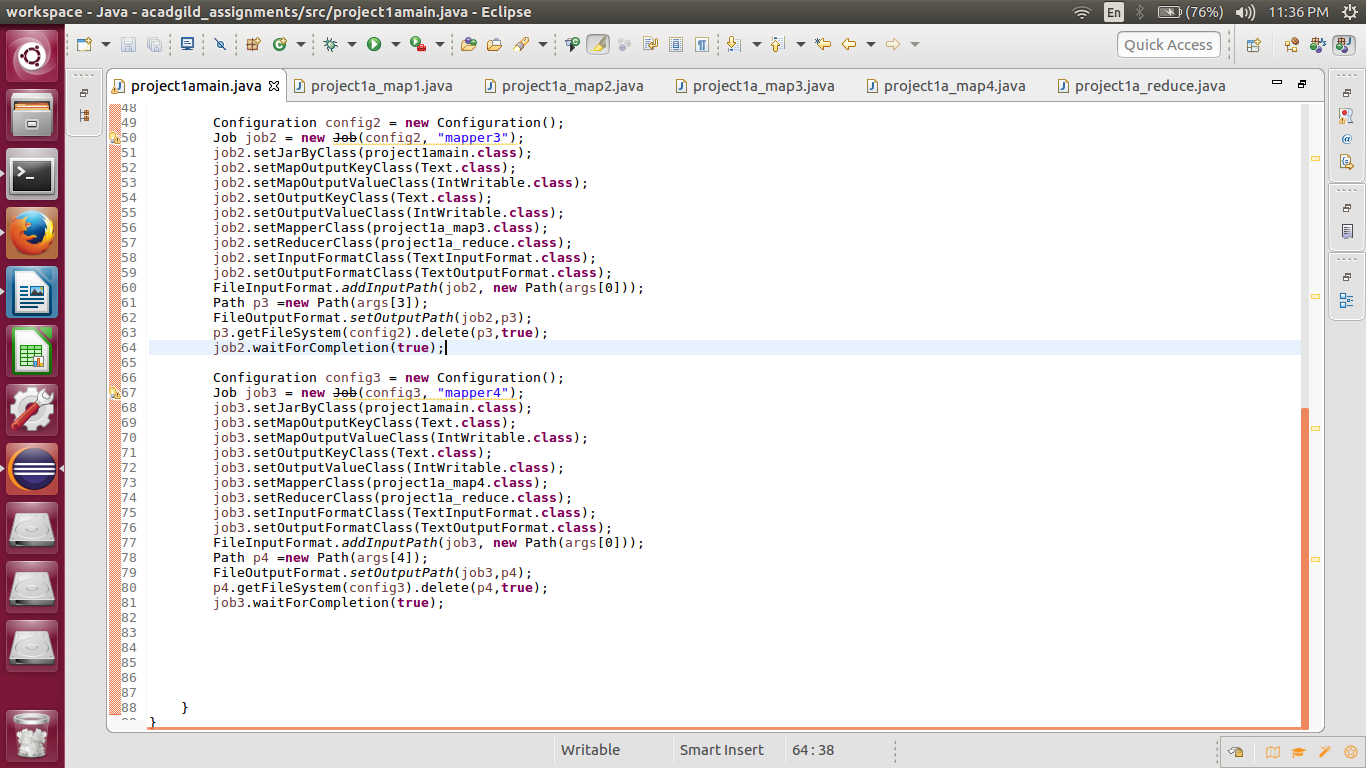 workspace - Java - acadgild_assignments/src/project1amain.java - Eclipse
En (76%) 11:36 PM
Quick Access
project1amain.java project1a_map1.java project1a_map2.java project1a_map3.java project1a_map4.java project1a_reduce.java
48
49 Configuration config2 = new Configuration();
50 Job job2 = new Job(config2, "mapper3");
51 job2.setJarByClass(project1amain.class);
52 job2.setMapOutputKeyClass(Text.class);
53 job2.setMapOutputValueClass(IntWritable.class);
54 job2.setOutputKeyClass(Text.class);
55 job2.setOutputValueClass(IntWritable.class);
56 job2.setMapperClass(project1a_map3.class);
57 job2.setReducerClass(project1a_reduce.class);
58 job2.setInputFormatClass(TextInputFormat.class);
59 job2.setOutputFormatClass(TextOutputFormat.class);
60 FileInputFormat.addInputPath(job2, new Path(args[0]));
61 Path p3 =new Path(args[3]);
62 FileOutputFormat.setOutputPath(job2,p3);
63 p3.getFileSystem(config2).delete(p3,true);
64 job2.waitForCompletion(true);
65
66 Configuration config3 = new Configuration();
67 Job job3 = new Job(config3, "mapper4");
68 job3.setJarByClass(project1amain.class);
69 job3.setMapOutputKeyClass(Text.class);
70 job3.setMapOutputValueClass(IntWritable.class);
71 job3.setOutputKeyClass(Text.class);
72 job3.setOutputValueClass(IntWritable.class);
73 job3.setMapperClass(project1a_map4.class);
74 job3.setReducerClass(project1a_reduce.class);
75 job3.setInputFormatClass(TextInputFormat.class);
76 job3.setOutputFormatClass(TextOutputFormat.class);
77 FileInputFormat.addInputPath(job3, new Path(args[0]));
78 Path p4 =new Path(args[4]);
79 FileOutputFormat.setOutputPath(job3,p4);
80 p4.getFileSystem(config3).delete(p4,true);
81 job3.waitForCompletion(true);
82
83
84
85
86
87
88 }
89 }
Writable Smart Insert 64 : 38